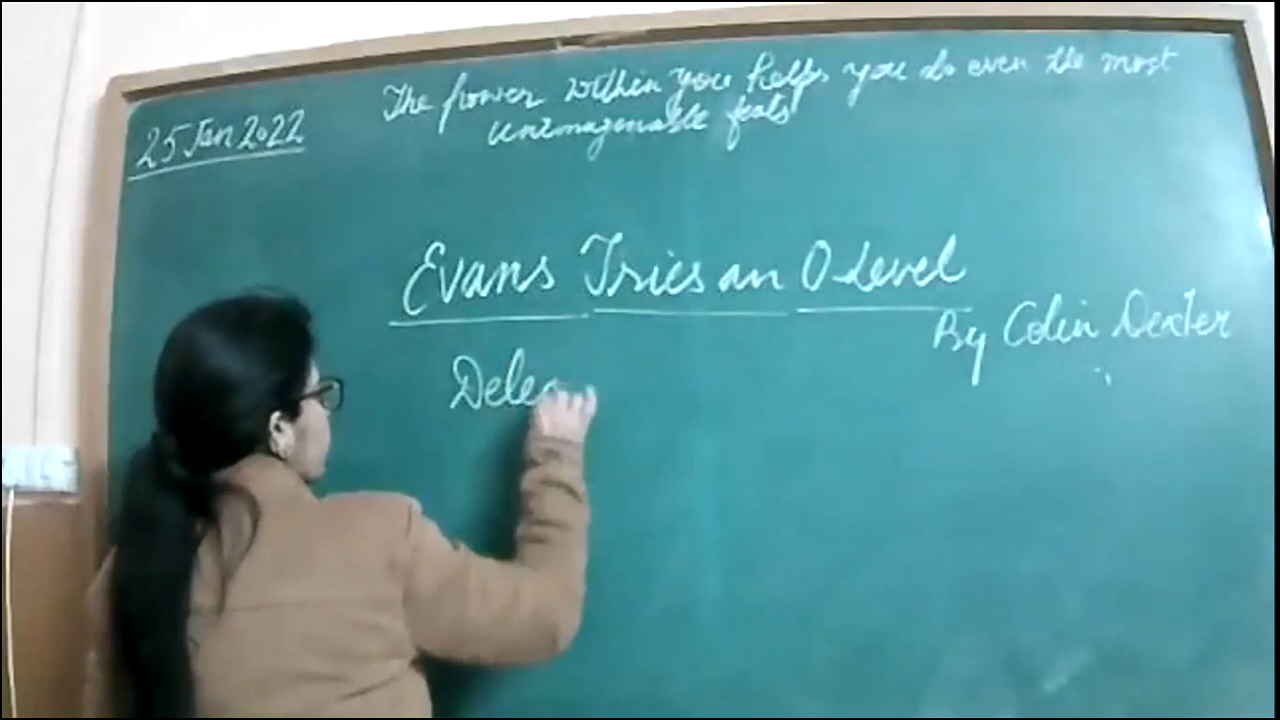 The power within you helps you do even the most
unimaginable feats
25 Jan 2022
Evans Tries an O-Level
By Colin Dexter